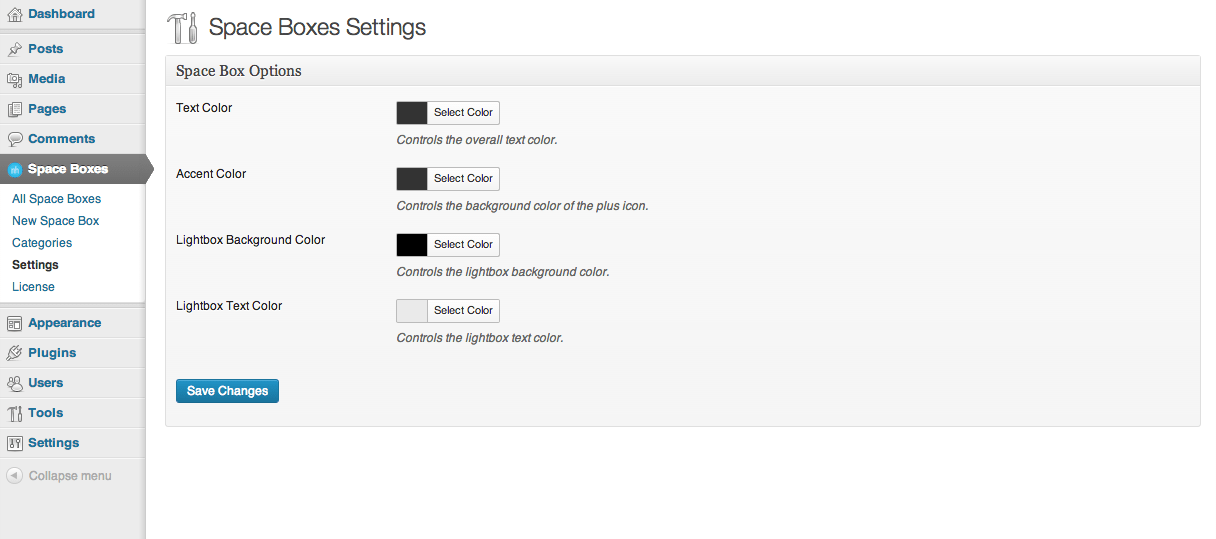 Dashboard
Posts
Media
Pages
Comments
Space Boxes
All Space Boxes
New Space Box
Categories
Settings
License
Appearance
Plugins
Users
Tools
Settings
Collapse menu
Space Boxes Settings
Space Box Options
Text Color
Select Color
Controls the overall text color.
Accent Color
Select Color
Controls the background color of the plus icon.
Lightbox Background Color
Select Color
Controls the lightbox background color.
Lightbox Text Color
Select Color
Controls the lightbox text color.
Save Changes